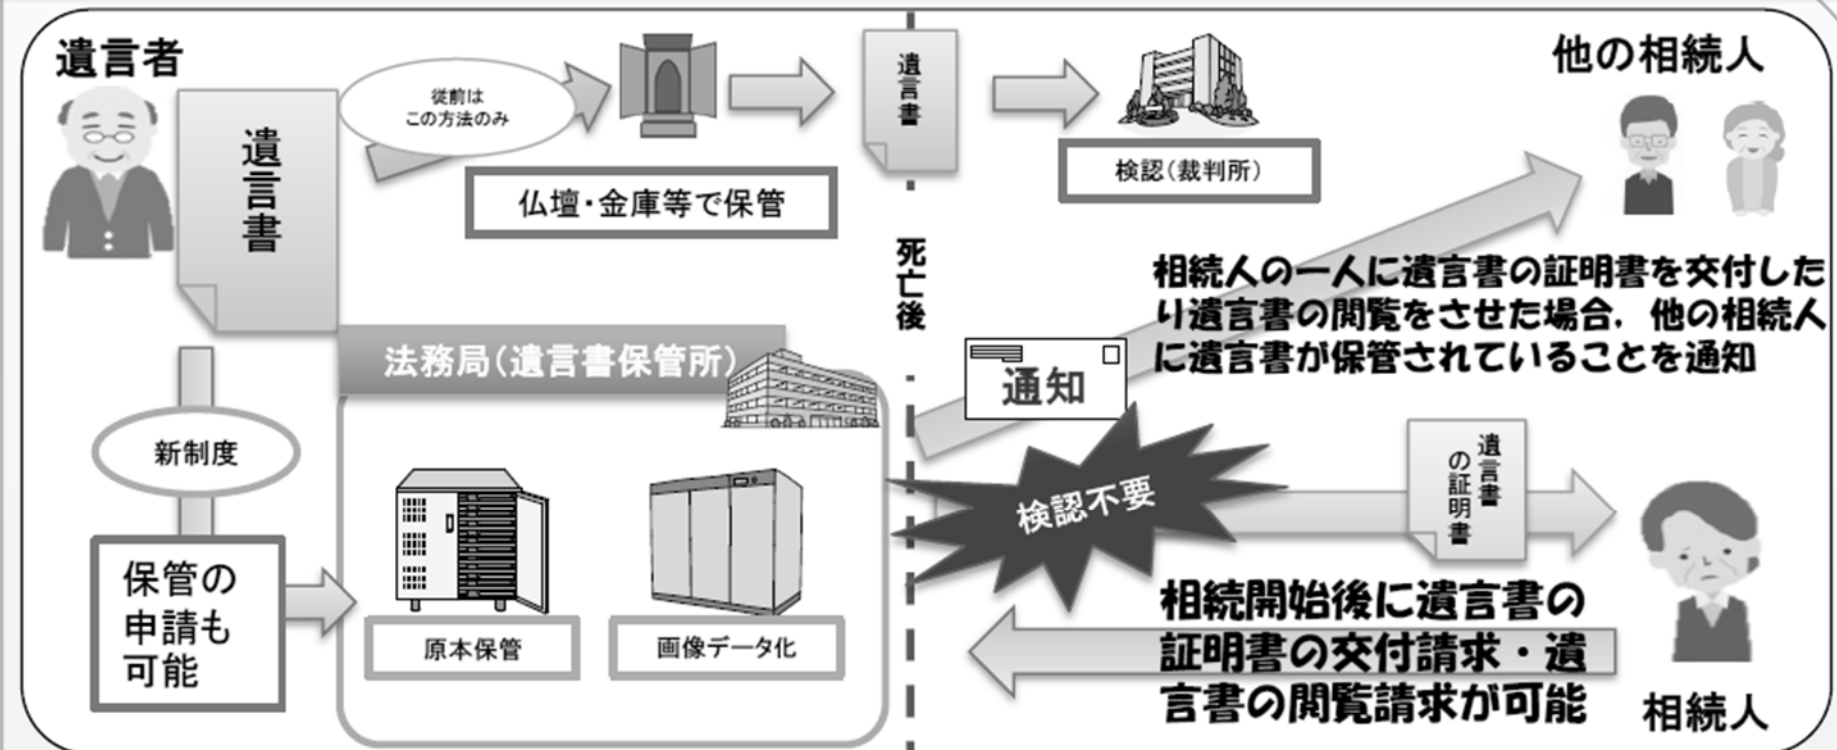 遺言者
遺言書
従前は
この方法のみ
仏壇・金庫等で保管
遺言書
検認(裁判所)
他の相続人
死亡後
相続人の一人に遺言書の証明書を交付した
り遺言書の閲覧をさせた場合，他の相続人
に遺言書が保管されていることを通知
法務局(遺言書保管所)
通知
新制度
検認不要
遺言書
の証明書
保管の
申請も
可能
原本保管
画像データ化
相続開始後に遺言書の
証明書の交付請求・遺
言書の閲覧請求が可能
相続人